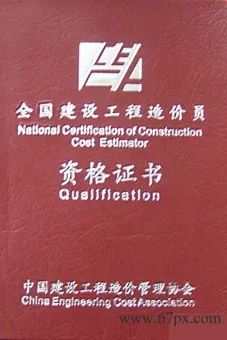 全国建设工程造价员
National Certification of Construction
Cost Estimator
资格证书
Qualification
中国建设工程造价管理协会
China Engineering Cost Association
www.67px.com